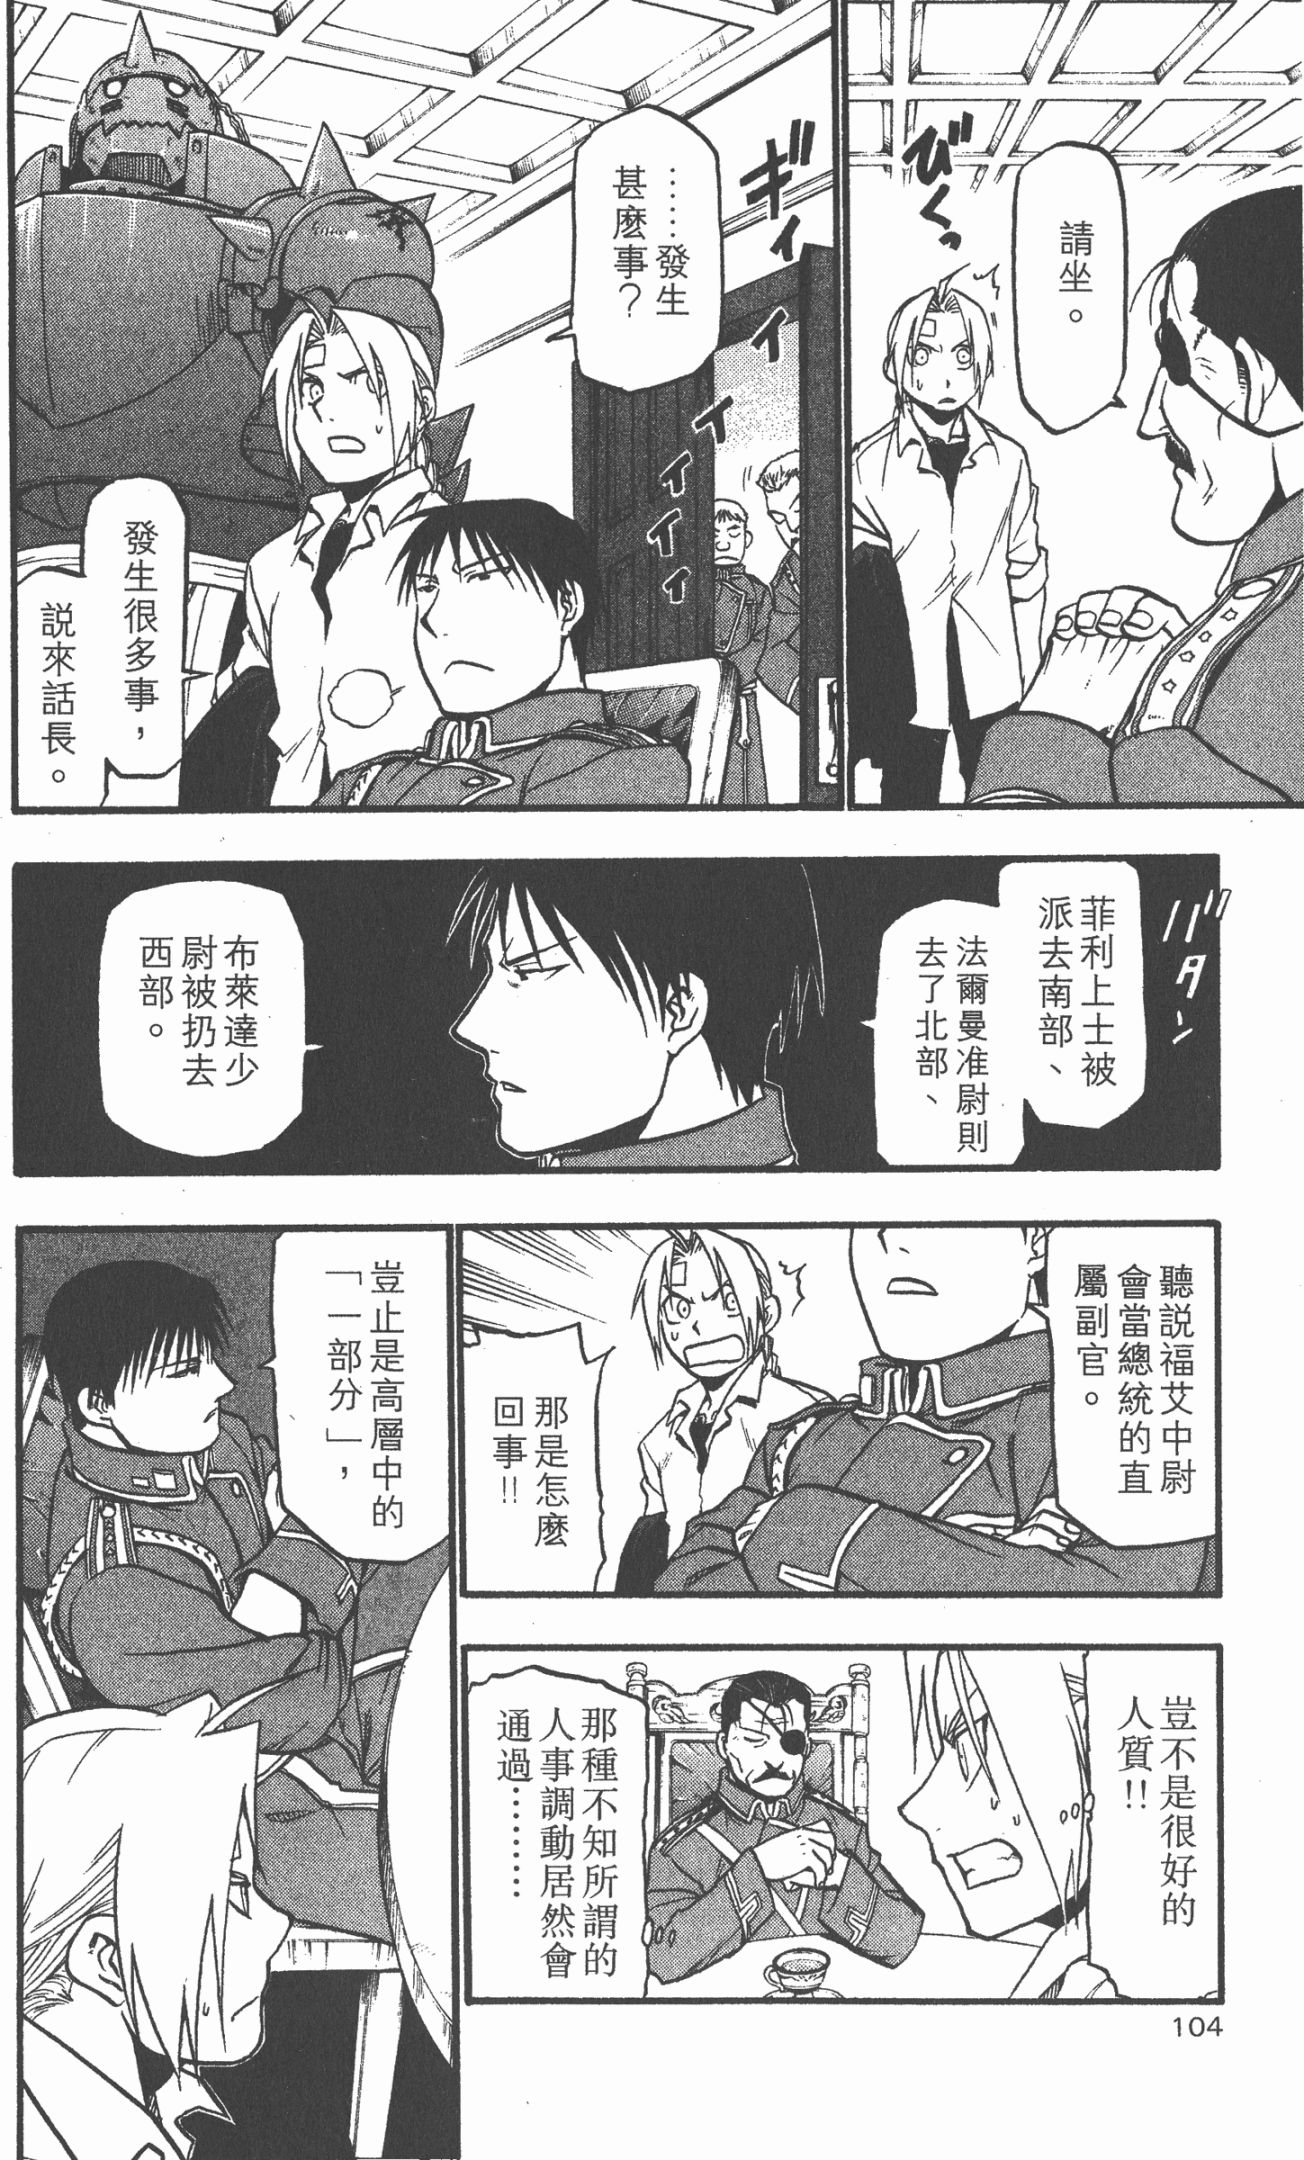 請坐。
びくっ
ギィ
ィィィィィ
……發生
甚麼事？
發生很多事，
説來話長。
バターン
菲利上士被
派去南部、
法爾曼准尉則
去了北部、
布萊達少
尉被扔去
西部。
聽説福艾中尉
會當總統的直
屬副官。
那是怎麼
回事!!
豈不是很好的
人質!!
那種不知所謂的
人事調動居然會
通過………
豈止是高層中的
「一部分」，
104